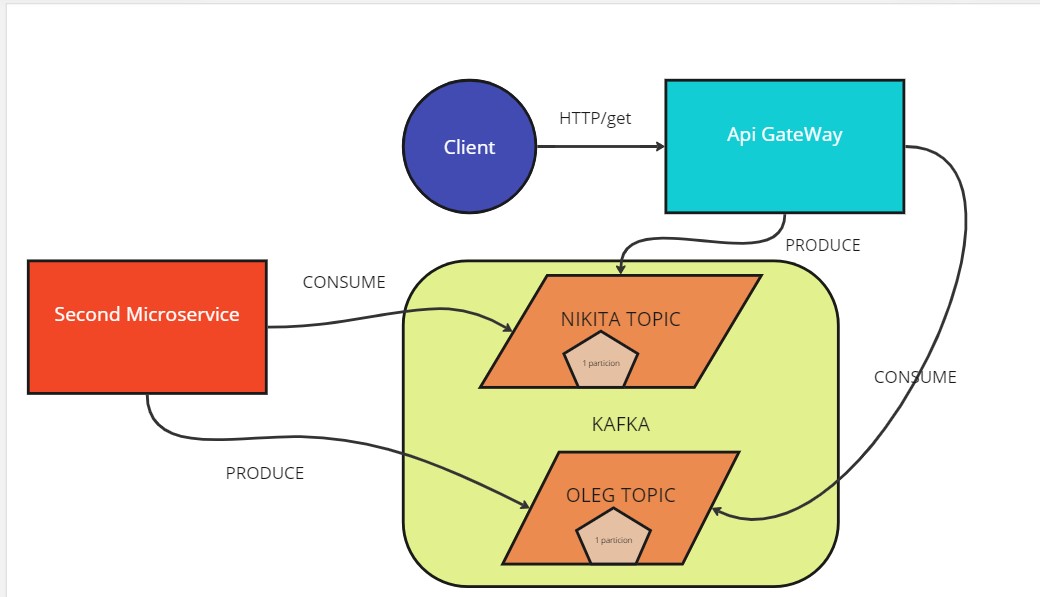 HTTP/get
Client
Api GateWay
PRODUCE
CONSUME
Second Microservice
NIKITA TOPIC
1 particion
CONSUME
KAFKA
PRODUCE
OLEG TOPIC
1 particion